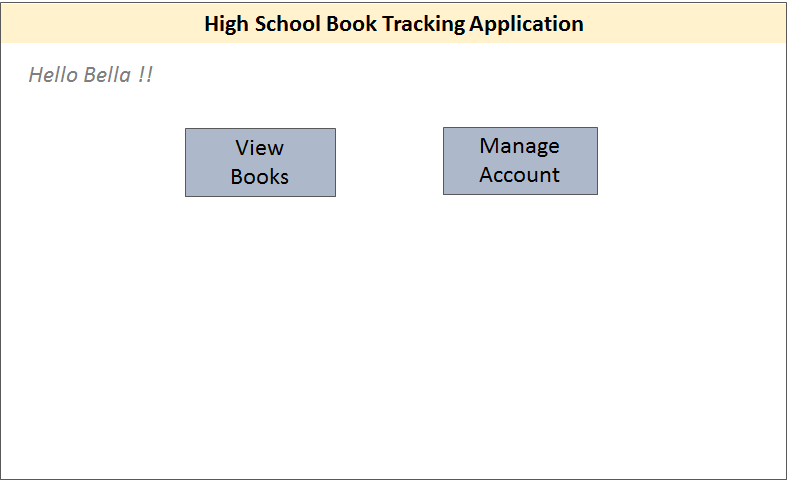 High School Book Tracking Application
Hello Bella !!
View
Books
Manage
Account